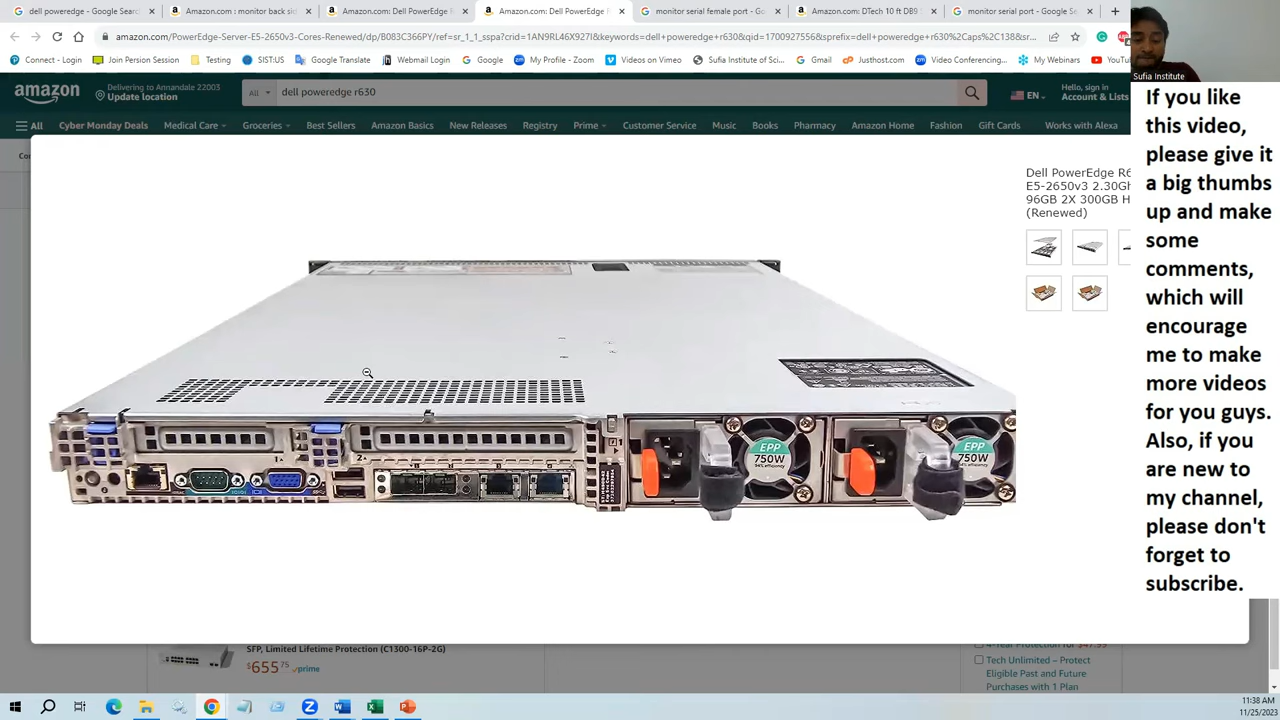 dell poweredge - Google Search
Amazon.com : monitor back sid
Amazon.com: Dell PowerEdge R
Amazon.com: Dell PowerEdge R
monitor serial female port - Go
Amazon.com: DTech 10 ft DB9
monitor serial port - Google Se
amazon.com/PowerEdge-Server-E5-2650v3-Cores-Renewed/dp/B083C366PY/ref=sr_1_1_sspa?crid=1AN9RL46X927I&keywords=dell+poweredge+r630&qid=1700927556&sprefix=dell+poweredge+r630%2Caps%2C138&sr...
Connect - Login
Join Persion Session
Testing
SIST:US
Google Translate
Webmail Login
Google
My Profile - Zoom
Videos on Vimeo
Sufia Institute of Sci...
Gmail
Justhost.com
Video Conferencing...
My Webinars
YouTu
Sufia Institute
amazon
Delivering to Annandale 22003
Update location
All
dell poweredge r630
EN
Hello, sign in
Account & Lists
All
Cyber Monday Deals
Medical Care
Groceries
Best Sellers
Amazon Basics
New Releases
Registry
Prime
Customer Service
Music
Books
Pharmacy
Amazon Home
Fashion
Gift Cards
Works with Alexa
Dell PowerEdge R6
E5-2650v3 2.30Gh
96GB 2X 300GB H
(Renewed)
EPP
750W
EPP
750W
If you like
this video,
please give it
a big thumbs
up and make
some
comments,
which will
encourage
me to make
more videos
for you guys.
Also, if you
are new to
my channel,
please don't
forget to
subscribe.
SFP, Limited Lifetime Protection (C1300-16P-2G)
$655.75 prime
4-Year Protection for $47.99
Tech Unlimited – Protect
Eligible Past and Future
Purchases with 1 Plan
11:38 AM
11/25/2023